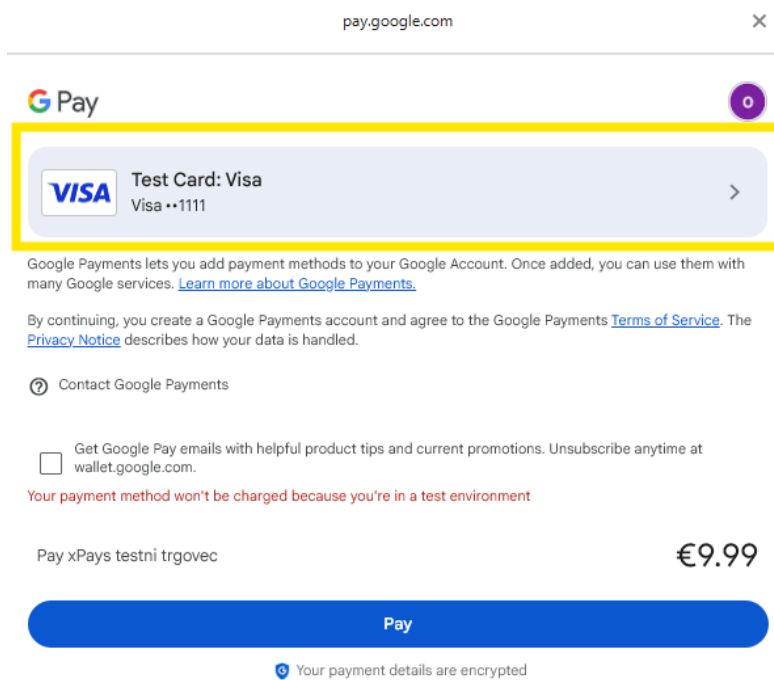 pay.google.com
G Pay
O
VISA
Test Card: Visa
Visa ··1111
Google Payments lets you add payment methods to your Google Account. Once added, you can use them with
many Google services. Learn more about Google Payments.
By continuing, you create a Google Payments account and agree to the Google Payments Terms of Service. The
Privacy Notice describes how your data is handled.
Contact Google Payments
Get Google Pay emails with helpful product tips and current promotions. Unsubscribe anytime at
wallet.google.com.
Your payment method won't be charged because you're in a test environment
Pay xPays testni trgovec
€9.99
Pay
Your payment details are encrypted